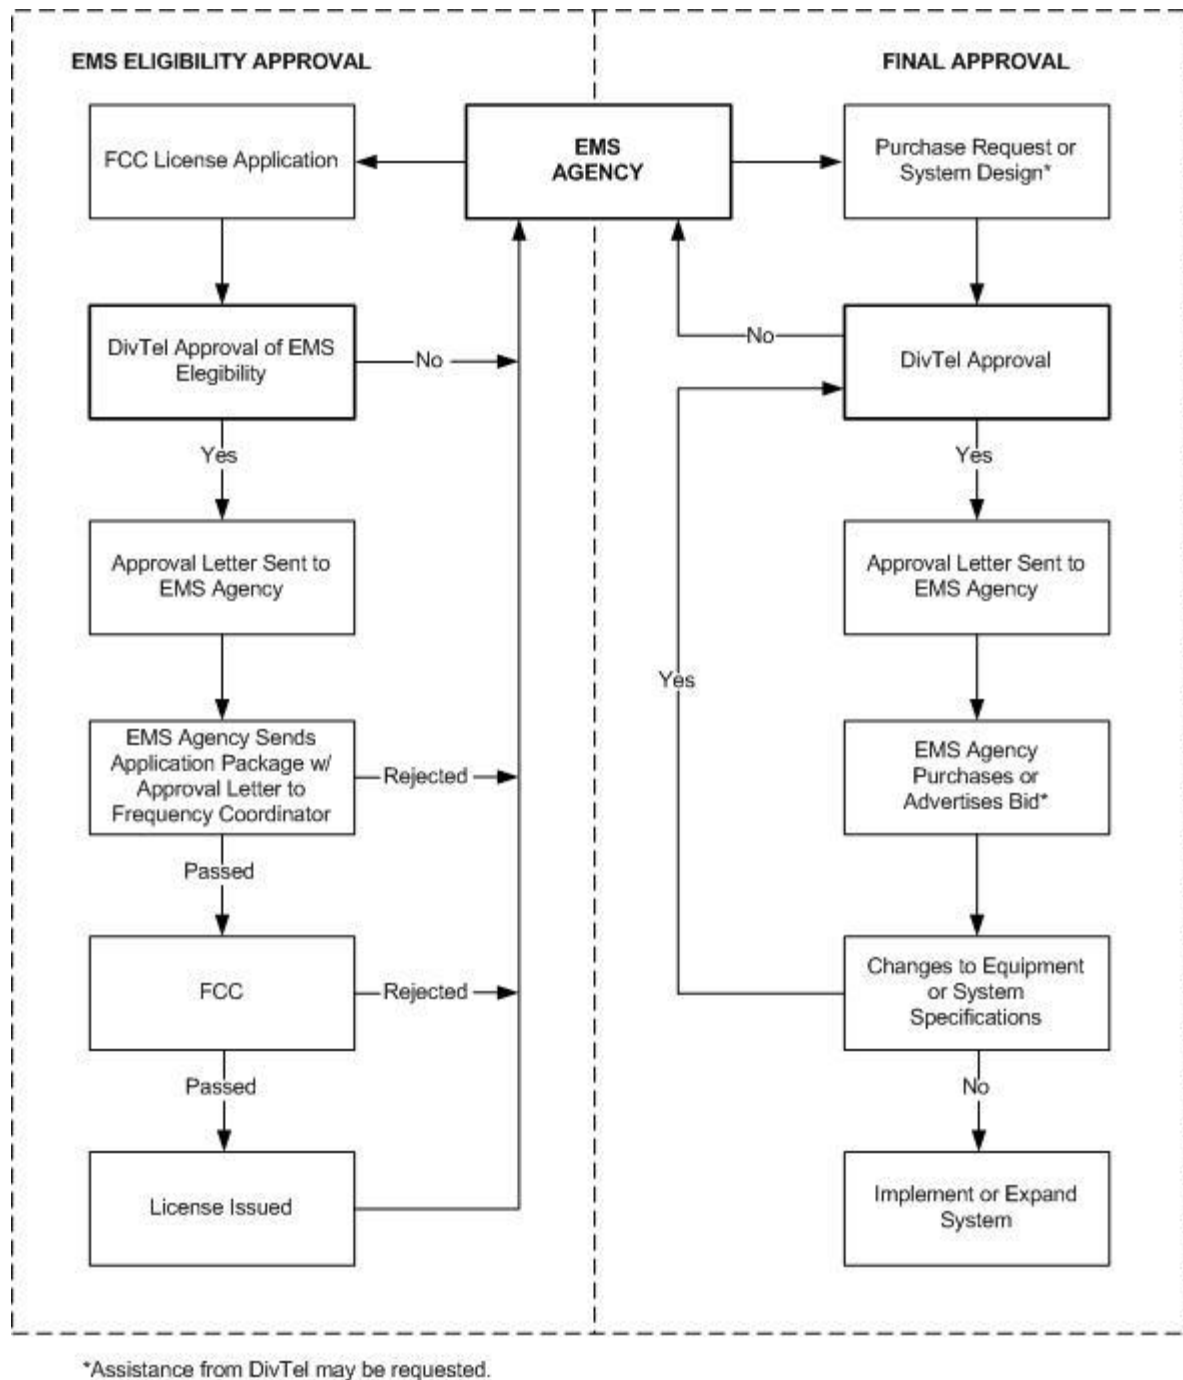 EMS ELIGIBILITY APPROVAL
FINAL APPROVAL
FCC License Application
EMS
AGENCY
Purchase Request or
System Design*
DivTel Approval of EMS
Elegibility
No
No
DivTel Approval
Yes
Yes
Approval Letter Sent to
EMS Agency
Approval Letter Sent to
EMS Agency
Yes
EMS Agency Sends
Application Package w/
Approval Letter to
Frequency Coordinator
Rejected
EMS Agency
Purchases or
Advertises Bid*
Passed
FCC
Rejected
Changes to Equipment
or System
Specifications
Passed
No
License Issued
Implement or Expand
System
*Assistance from DivTel may be requested.